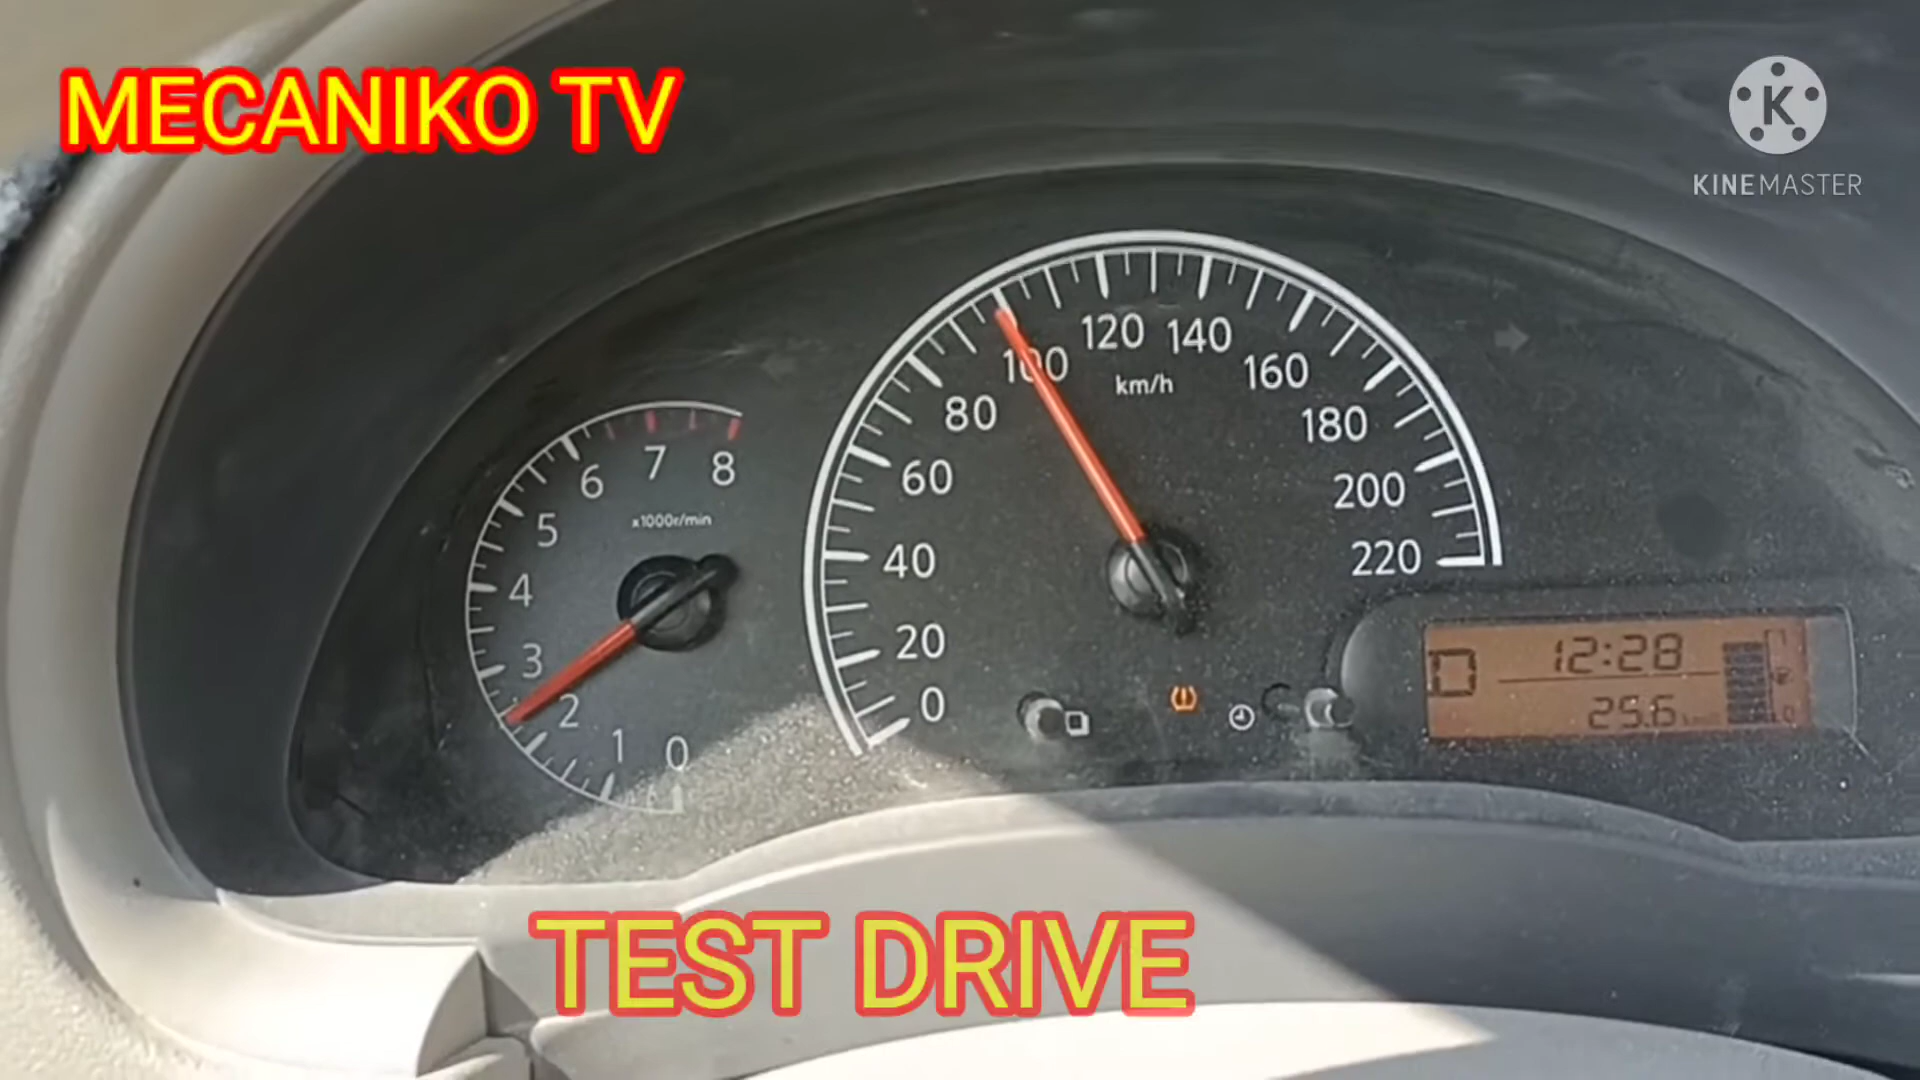 MECANIKO TV
K
KINEMASTER
120 140
100 160
km/h
80 180
60 200
40 220
20
0
7 8
6
x1000r/min
5
4
3
2
1 0
D 12:28
25.6
TEST DRIVE